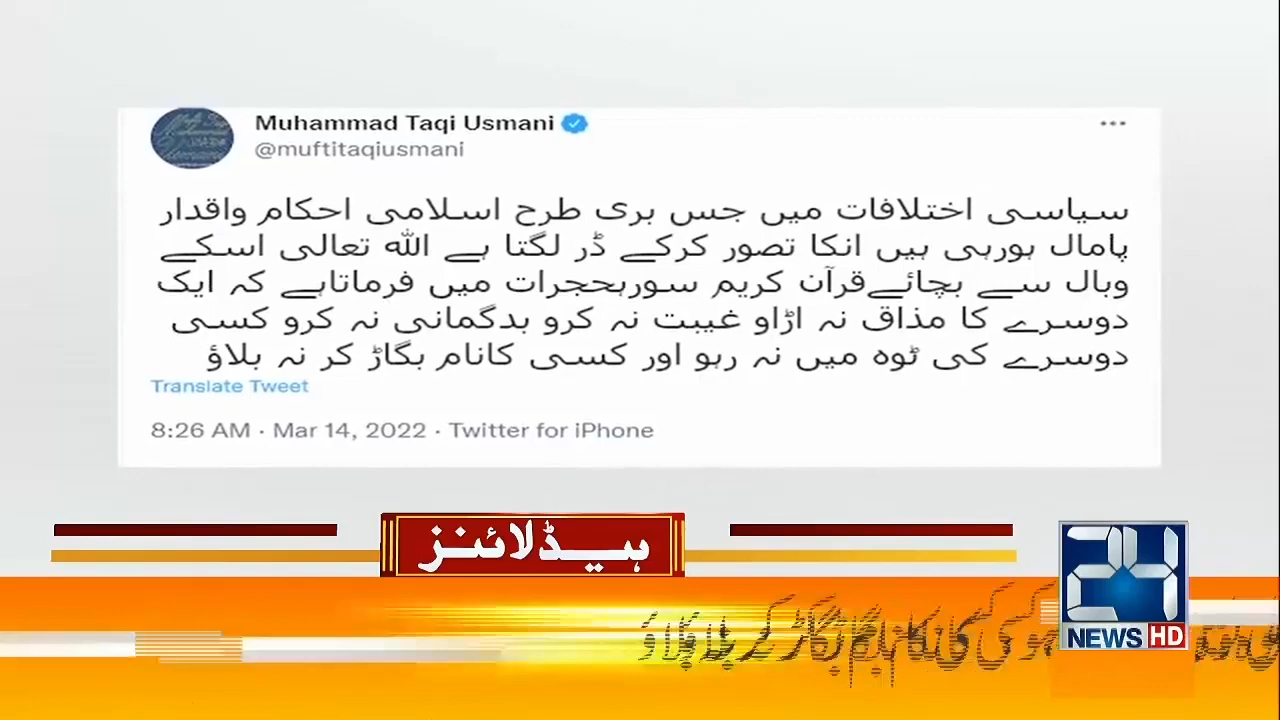 Muhammad Taqi Usmani
@muftitaqiusmani
سیاسی اختلافات میں جس بری طرح اسلامی احکام واقدار
پامال ہورہی ہیں انکا تصور کرکے ڈر لگتا ہے الله تعالی اسکے
وبال سے بچائےقرآن کریم سورہحجرات میں فرماتاہے کہ ایک
دوسرے کا مذاق نہ اڑاو غیبت نہ کرو بدگمانی نہ کرو کسی
دوسرے کی ٹوہ میں نہ رہو اور کسی کانام بگاڑ کر نہ بلاؤ
Translate Tweet
8:26 AM · Mar 14, 2022 · Twitter for iPhone
ہیڈلائنز
24
NEWS HD